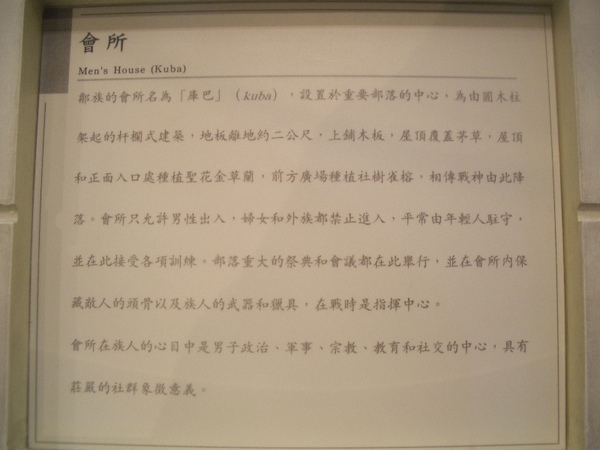 會所
Men's House (Kuba)
鄒族的會所名為「庫巴」(kuba),設置於重要部落的中心,為由圓木柱
架起的杆欄式建築,地板離地約二公尺,上鋪木板,屋頂覆蓋茅草,屋頂
和正面入口處種植聖花金草蘭,前方廣場種植社樹雀榕,相傳戰神由此降
落。會所只允許男性出入,婦女和外族都禁止進入,平常由年輕人駐守,
並在此接受各項訓練。部落重大的祭典和會議都在此舉行,並在會所內保
藏敵人的頭骨以及族人的武器和獵具,在戰時是指揮中心。
會所在族人的心目中是男子政治、軍事、宗教、教育和社交的中心,具有
莊嚴的社群象徵意義。